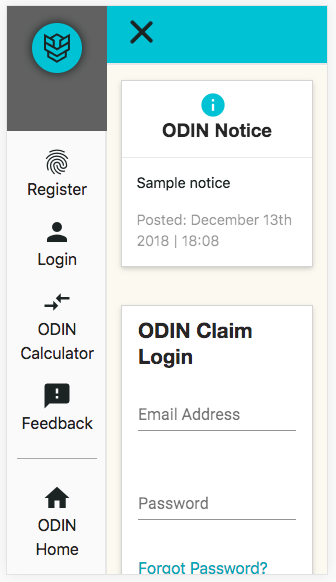 Register
Login
ODIN
Calculator
Feedback
ODIN
Home
ODIN Notice
Sample notice
Posted: December 13th
2018 | 18:08
ODIN Claim
Login
Email Address
Password
Forgot Password?